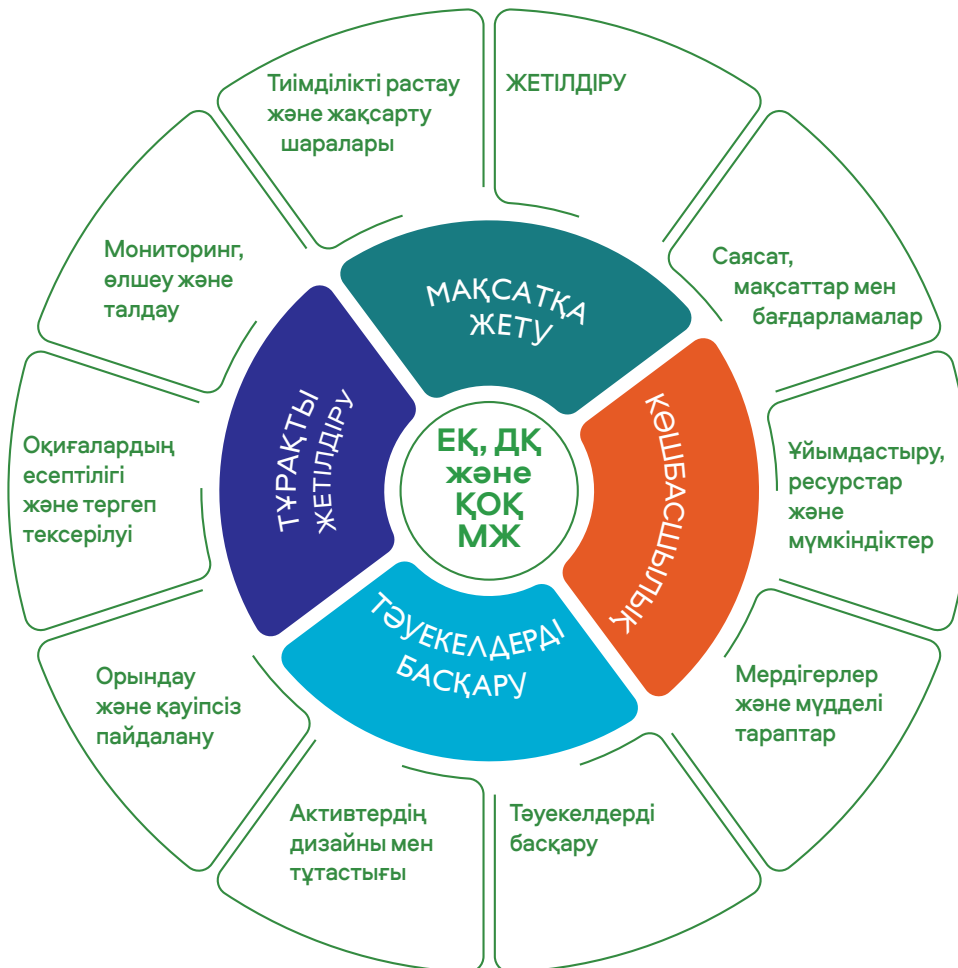 Тиімділікті растау
және жақсарту
шаралары
ЖЕТІЛДІРУ
Саясат,
мақсаттар мен
бағдарламалар
Ұйымдастыру,
ресурстар
және
мүмкіндіктер
Мердігерлер
және мүдделі
тараптар
Тәуекелдерді
басқару
Активтердің
дизайны мен
тұтастығы
Орындау
және қауіпсіз
пайдалану
Оқиғалардың
есептілігі
және тергеп
тексерілуі
Мониторинг,
өлшеу және
талдау
МАҚСАТҚА
ЖЕТУ
КӨШБАСШЫЛЫҚ
ТӘУЕКЕЛДЕРДІ
БАСҚАРУ
ТҰРАҚТЫ
ЖЕТІЛДІРУ
ЕҚ, ДҚ
және
ҚОҚ
МЖ